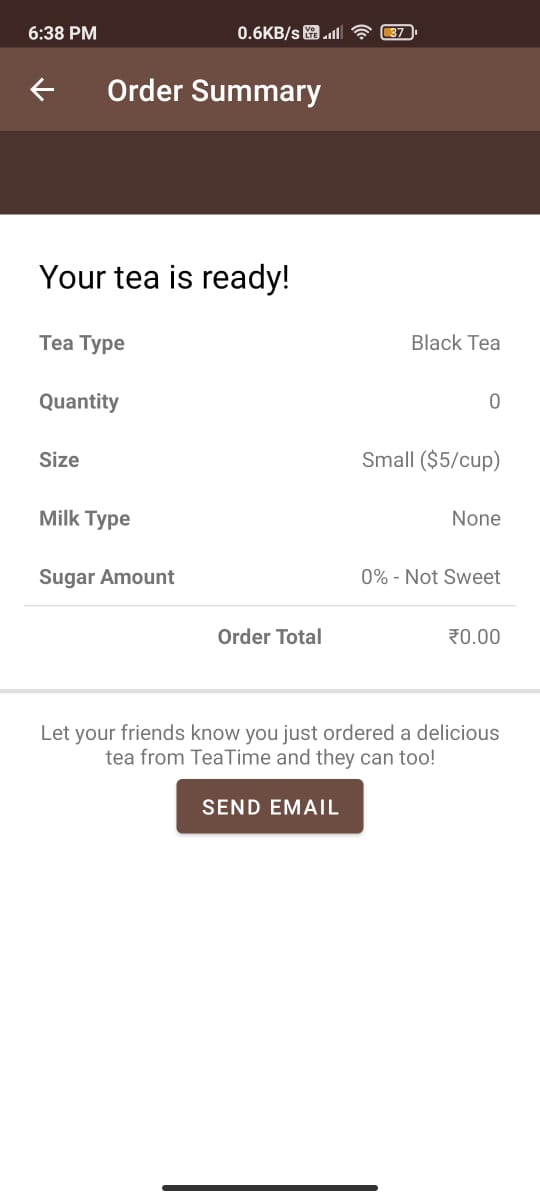 6:38 PM 0.6KB/s Vo LTE 37
Order Summary
Your tea is ready!
Tea Type Black Tea
Quantity 0
Size Small ($5/cup)
Milk Type None
Sugar Amount 0% - Not Sweet
Order Total ₹0.00
Let your friends know you just ordered a delicious
tea from TeaTime and they can too!
SEND EMAIL